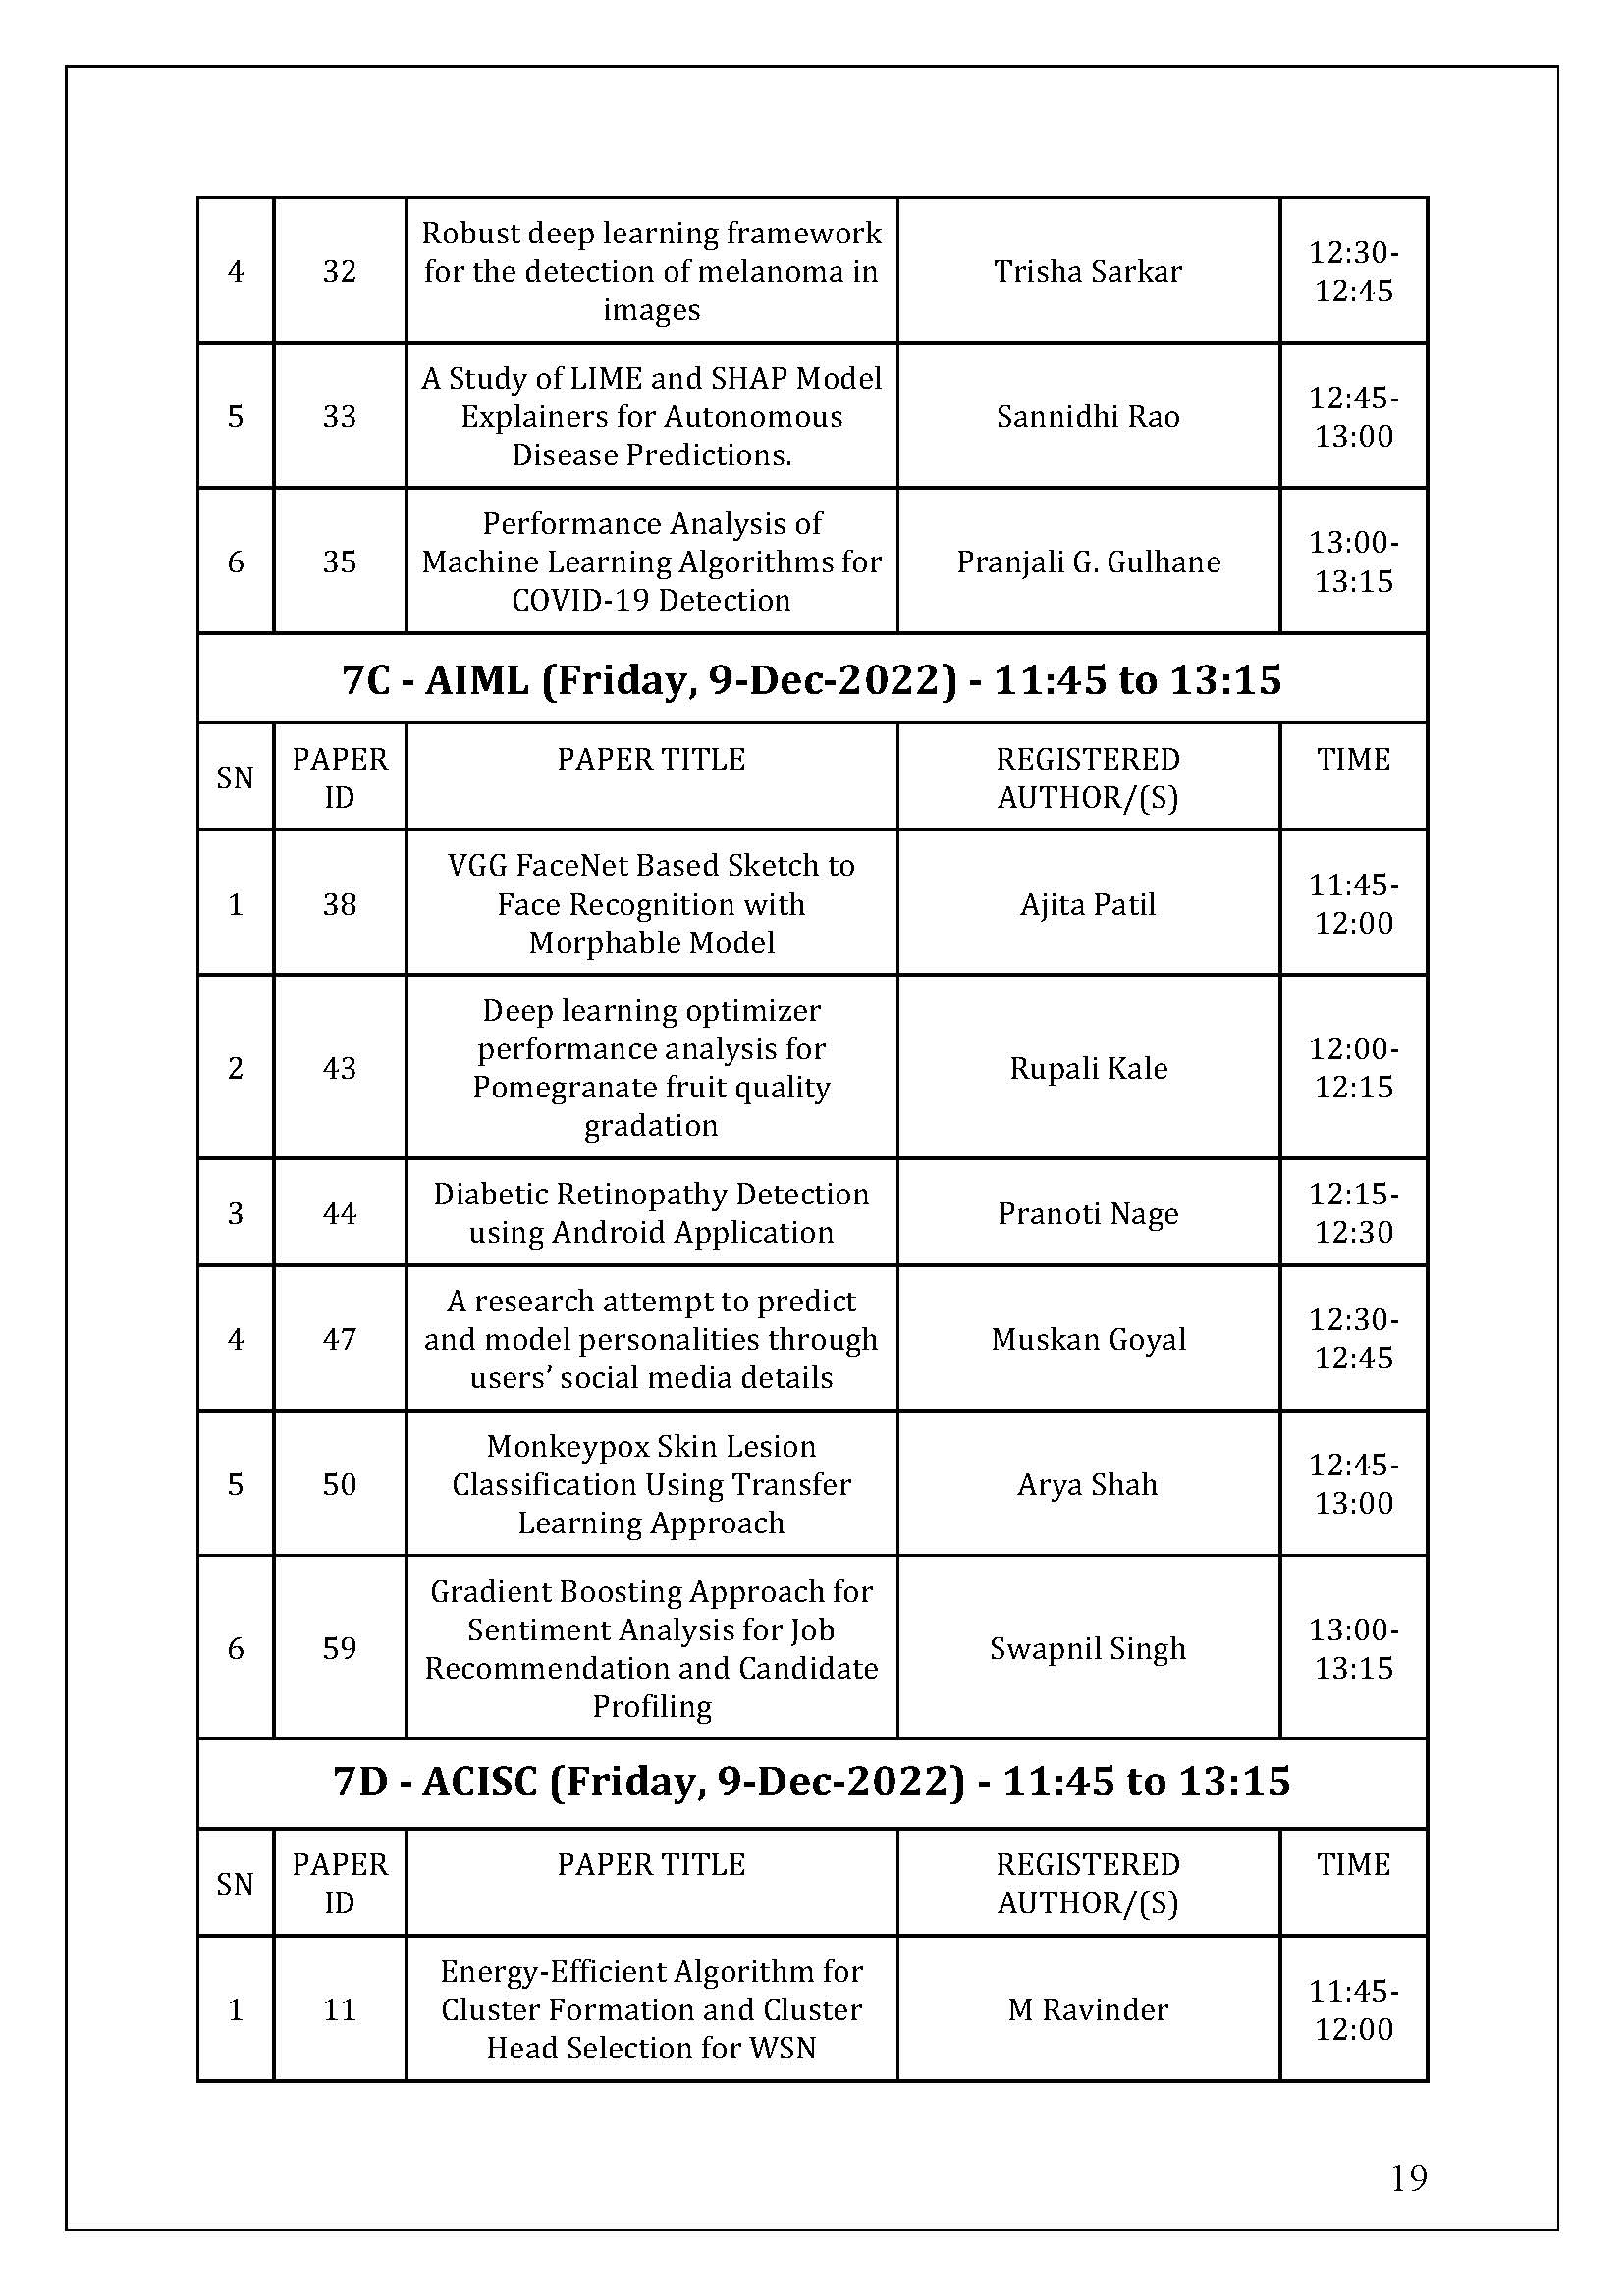 4
32
Robust deep learning framework
for the detection of melanoma in
images
Trisha Sarkar
12:30-
12:45
5
33
A Study of LIME and SHAP Model
Explainers for Autonomous
Disease Predictions.
Sannidhi Rao
12:45-
13:00
6
35
Performance Analysis of
Machine Learning Algorithms for
COVID-19 Detection
Pranjali G. Gulhane
13:00-
13:15
7C - AIML (Friday, 9-Dec-2022) - 11:45 to 13:15
SN
PAPER
ID
PAPER TITLE
REGISTERED
AUTHOR/(S)
TIME
1
38
VGG FaceNet Based Sketch to
Face Recognition with
Morphable Model
Ajita Patil
11:45-
12:00
2
43
Deep learning optimizer
performance analysis for
Pomegranate fruit quality
gradation
Rupali Kale
12:00-
12:15
3
44
Diabetic Retinopathy Detection
using Android Application
Pranoti Nage
12:15-
12:30
4
47
A research attempt to predict
and model personalities through
users’ social media details
Muskan Goyal
12:30-
12:45
5
50
Monkeypox Skin Lesion
Classification Using Transfer
Learning Approach
Arya Shah
12:45-
13:00
6
59
Gradient Boosting Approach for
Sentiment Analysis for Job
Recommendation and Candidate
Profiling
Swapnil Singh
13:00-
13:15
7D - ACISC (Friday, 9-Dec-2022) - 11:45 to 13:15
SN
PAPER
ID
PAPER TITLE
REGISTERED
AUTHOR/(S)
TIME
1
11
Energy-Efficient Algorithm for
Cluster Formation and Cluster
Head Selection for WSN
M Ravinder
11:45-
12:00
19